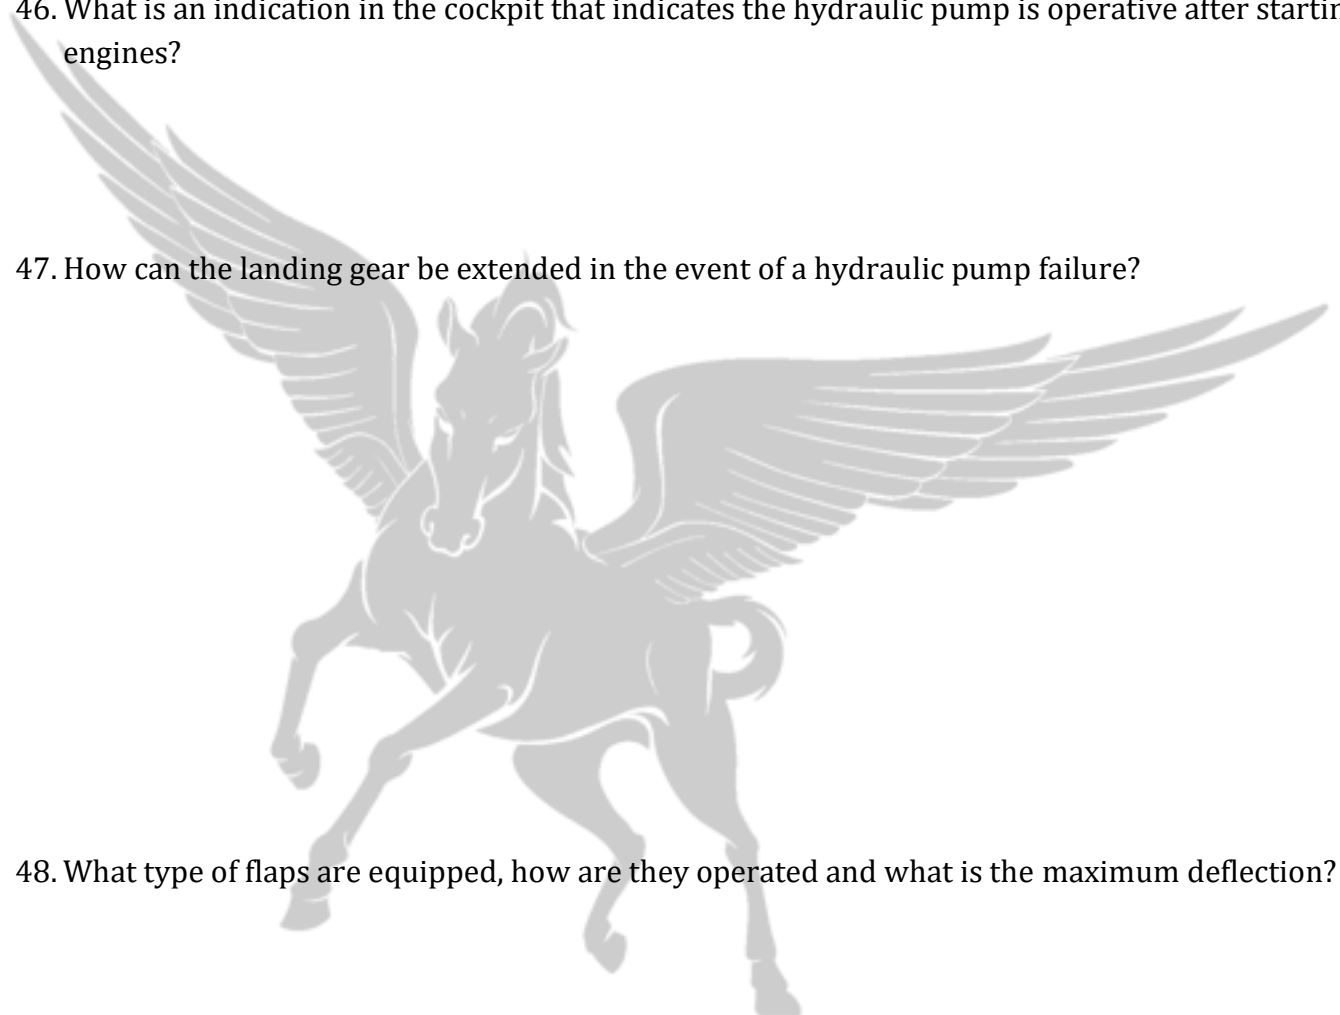 46. What is an indication in the cockpit that indicates the hydraulic pump is operative after startin
engines?
47. How can the landing gear be extended in the event of a hydraulic pump failure?
48. What type of flaps are equipped, how are they operated and what is the maximum deflection?